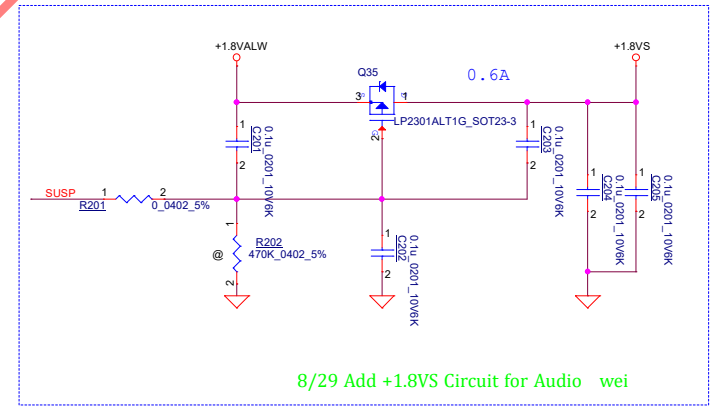 +1.8VALW
+1.8VS
Q35
0.6A
3
1
LP2301ALT1G_SOT23-3
2
1
C201
0.1u_0201_10V6K
2
1
C203
0.1u_0201_10V6K
2
1
C204
0.1u_0201_10V6K
2
1
C205
0.1u_0201_10V6K
2
SUSP
1
2
R201
0_0402_5%
1
@
R202
470K_0402_5%
2
1
C202
0.1u_0201_10V6K
2
8/29 Add +1.8VS Circuit for Audio wei